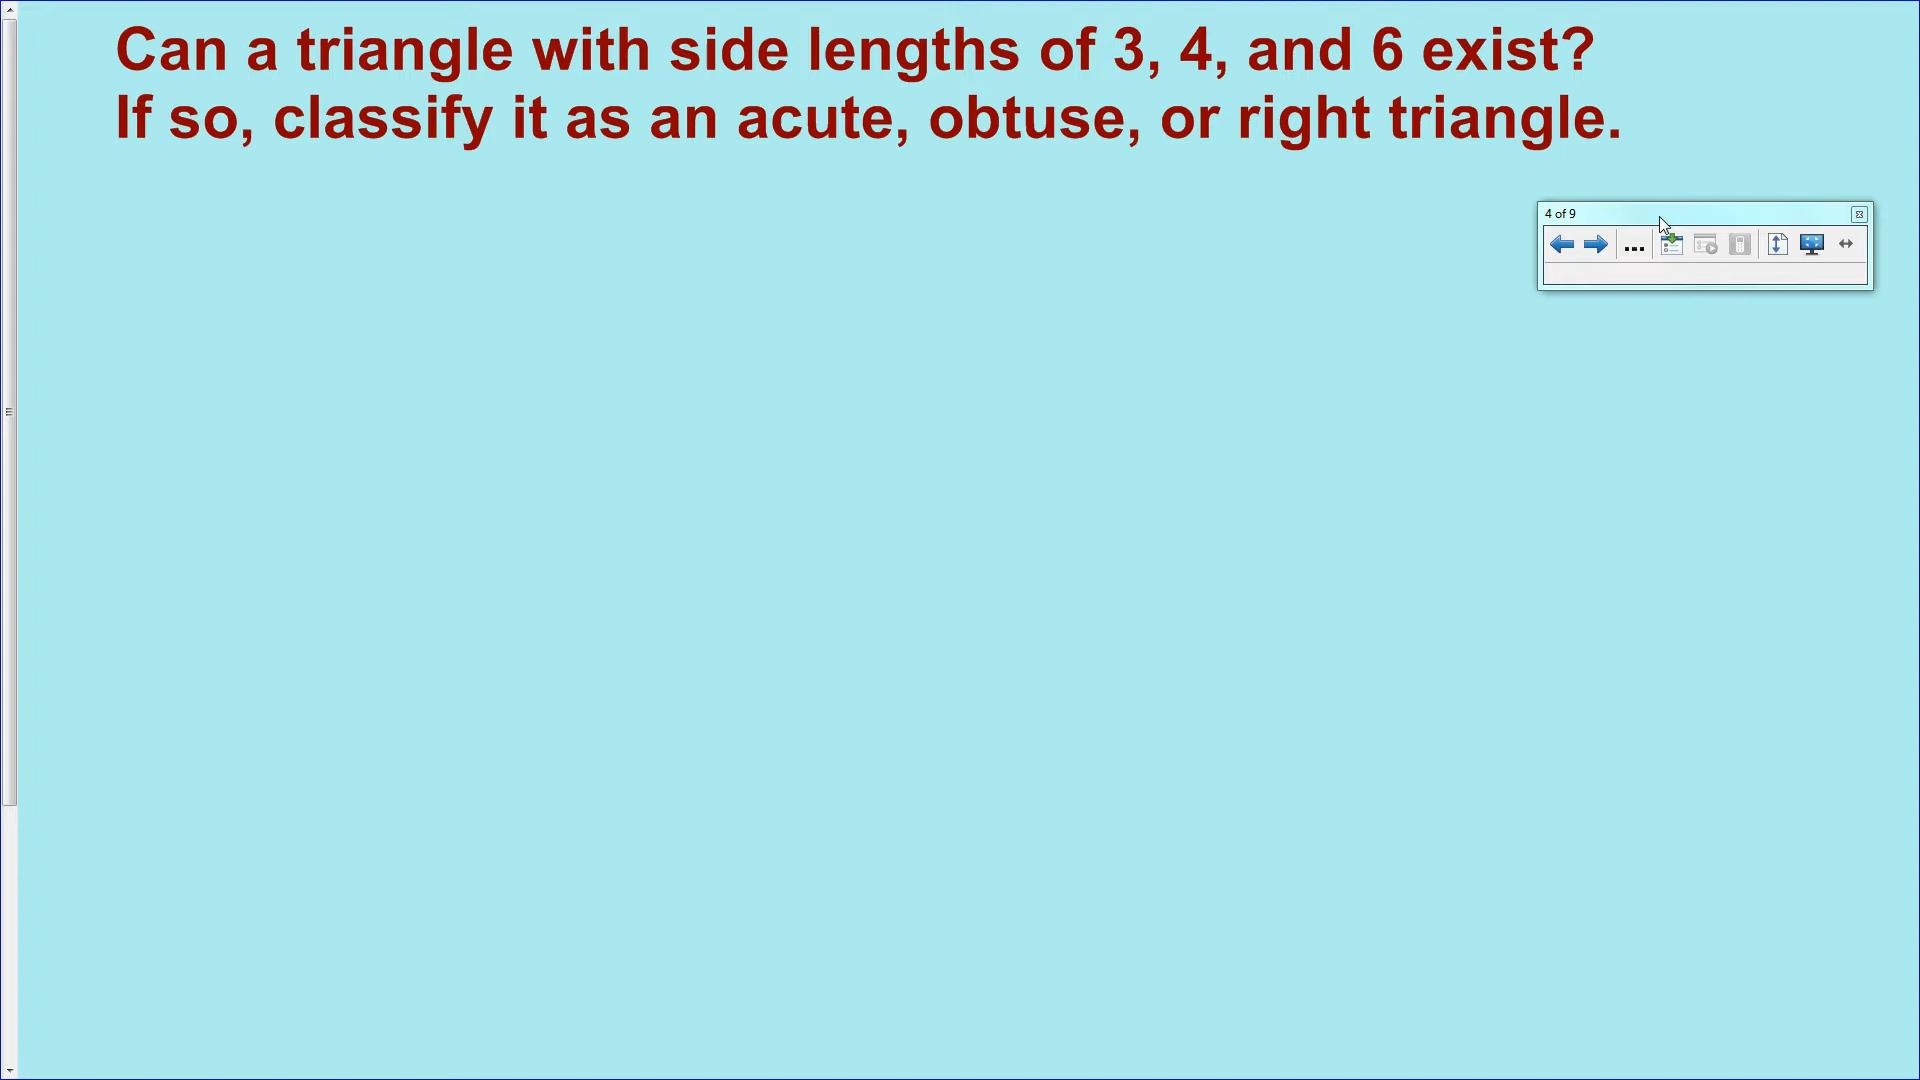 Can a triangle with side lengths of 3, 4, and 6 exist?
If so, classify it as an acute, obtuse, or right triangle.
4 of 9
...